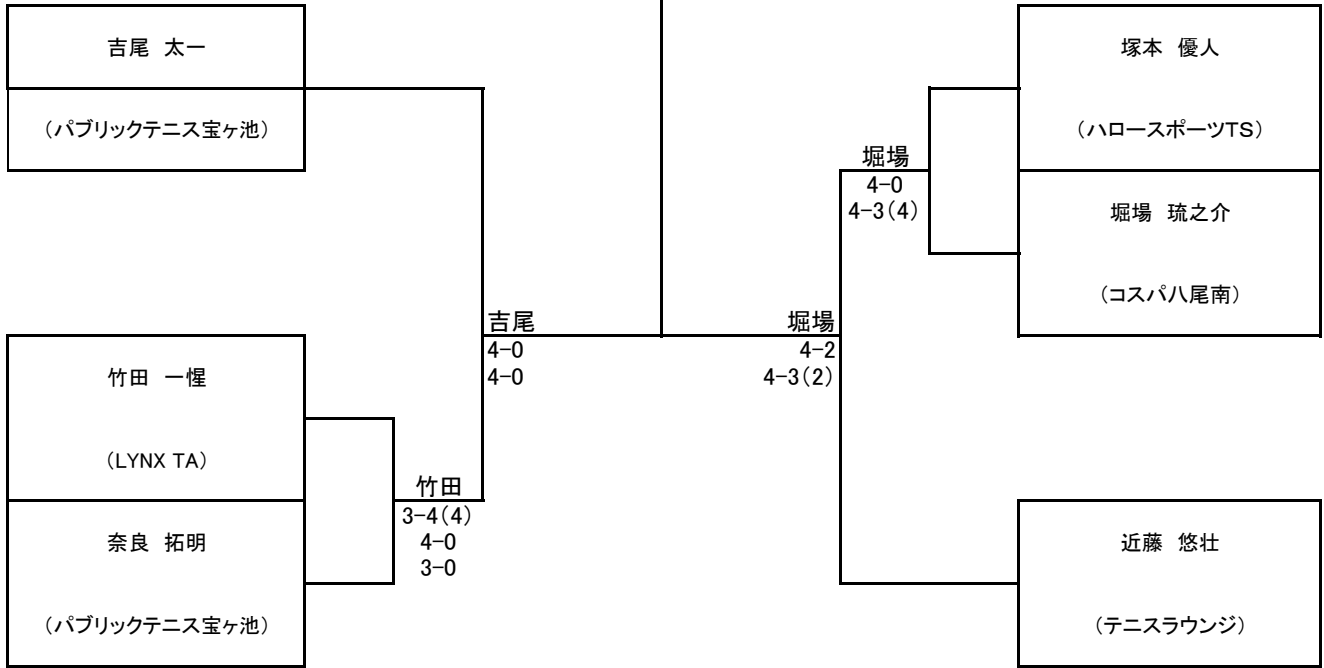 吉尾 太一
（パブリックテニス宝ヶ池）
竹田 一惺
（LYNX TA）
奈良 拓明
（パブリックテニス宝ヶ池）
竹田
3-4(4)
4-0
3-0
吉尾
4-0
4-0
堀場
4-2
4-3(2)
堀場
4-0
4-3(4)
塚本 優人
（ハロースポーツTS）
堀場 琉之介
（コスパ八尾南）
近藤 悠壮
（テニスラウンジ）